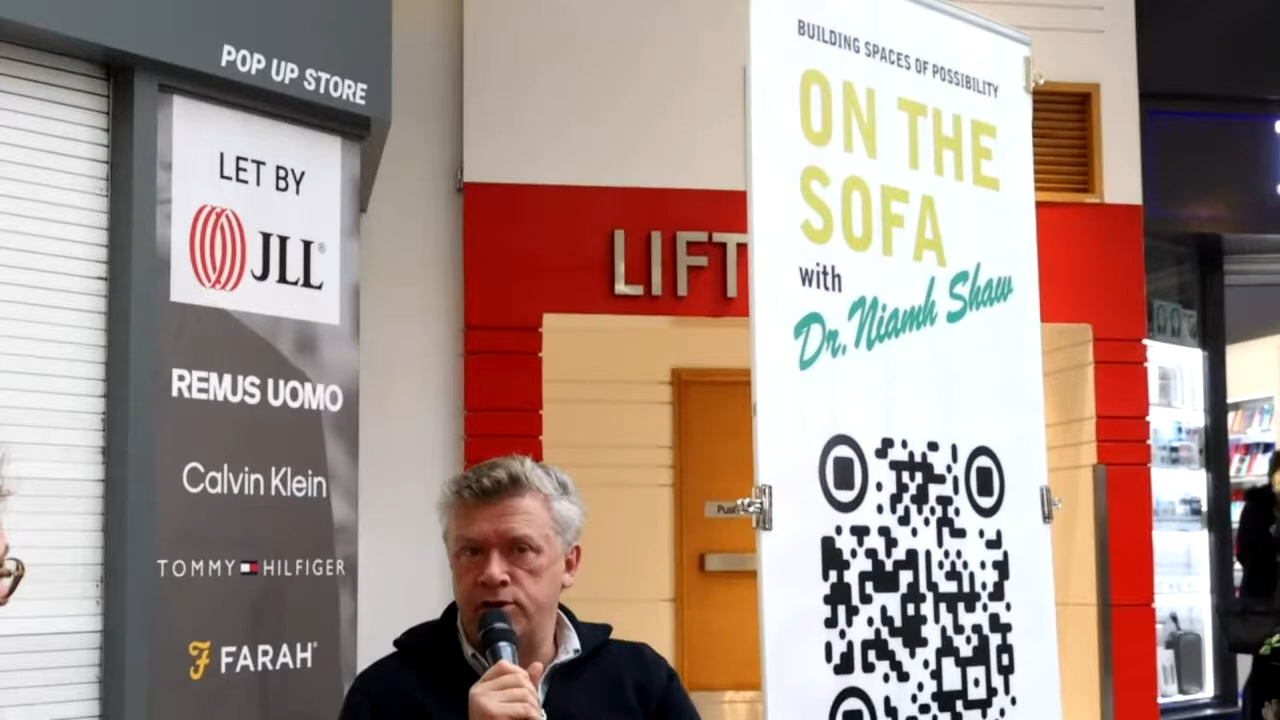 POP UP STORE
LET BY
JLL®
REMUS UOMO
Calvin Klein
TOMMY HILFIGER
FARAH®
LIFT
BUILDING SPACES OF POSSIBILITY
ON THE
SOFA
with
Dr. Niamh Shaw